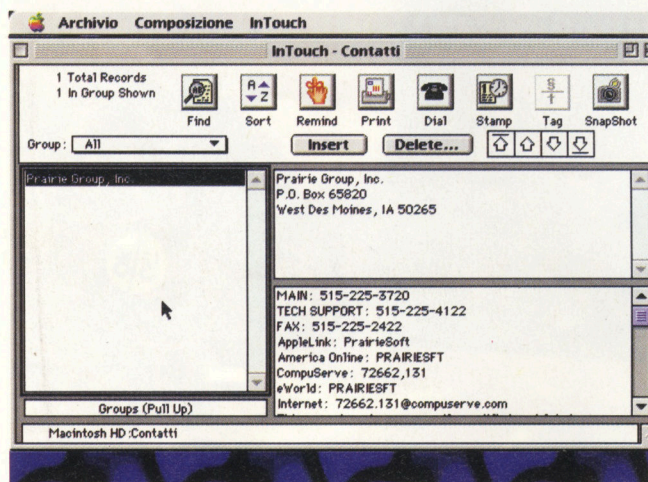 Archivio Composizione InTouch
InTouch - Contatti
1 Total Records
1 In Group Shown
Find Sort Remind Print Dial Stamp Tag SnapShot
Group: All Insert Delete...
Prairie Group, Inc.
Prairie Group, Inc.
P.O. Box 65820
West Des Moines, IA 50265
MAIN: 515-225-3720
TECH SUPPORT: 515-225-4122
FAX: 515-225-2422
AppleLink: PrairieSoft
America Online: PRAIRIESFT
CompuServe: 72662,131
eWorld: PRAIRIESFT
Internet: 72662.131@compuserve.com
Groups (Pull Up)
Macintosh HD:Contatti